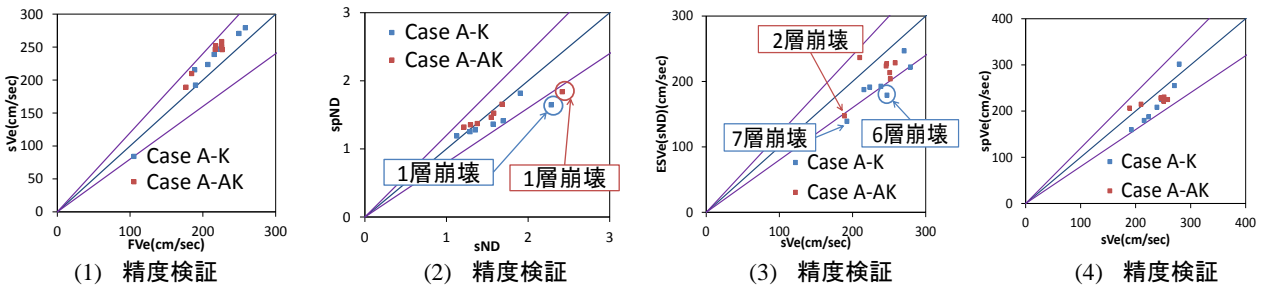 300
250
200
150
100
50
0
sVe(cm/sec)
Case A-K
Case A-AK
0 100 200 300
FVe(cm/sec)
(1) 精度検証
3
2
1
0
spND
Case A-K
Case A-AK
1層崩壊
1層崩壊
0 1 2 3
sND
(2) 精度検証
300
250
200
150
100
50
0
ESVe(sND)(cm/sec)
2層崩壊
7層崩壊
6層崩壊
Case A-K
Case A-AK
0 100 200 300
sVe(cm/sec)
(3) 精度検証
400
300
200
100
0
spVe(cm/sec)
Case A-K
Case A-AK
0 100 200 300 400
sVe(cm/sec)
(4) 精度検証